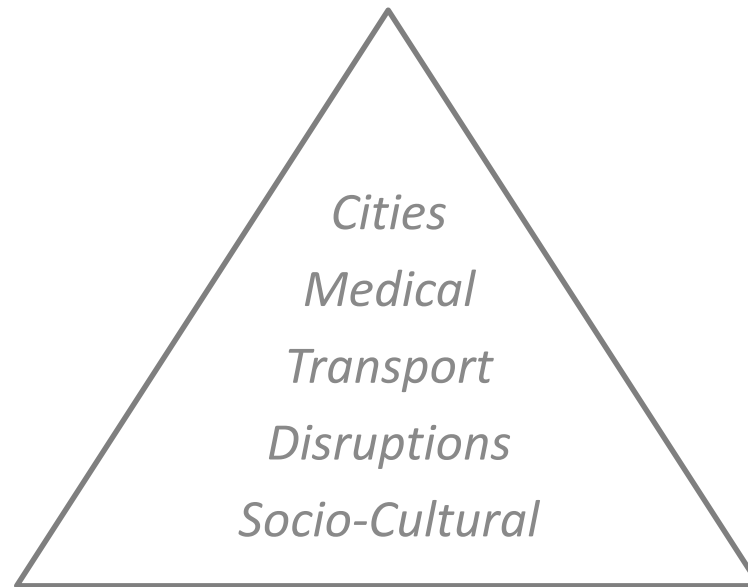 Cities
Medical
Transport
Disruptions
Socio-Cultural